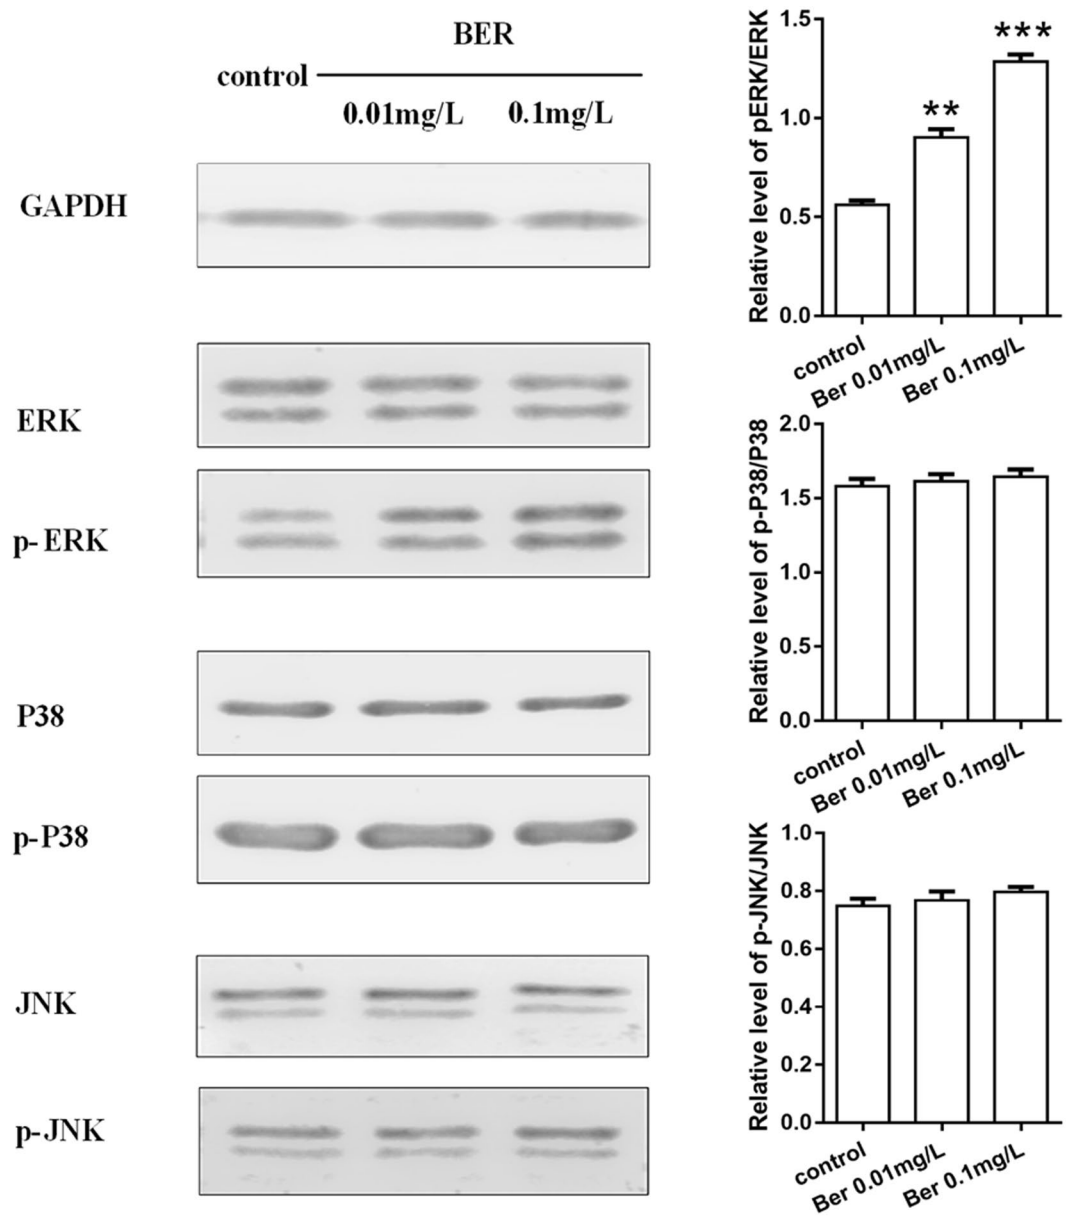 BER
control
0.01mg/L 0.1mg/L
GAPDH
ERK
p-ERK
P38
p-P38
JNK
p-JNK
Relative level of pERK/ERK
1.5
1.0
0.5
0.0
**
***
control
Ber 0.01mg/L
Ber 0.1mg/L
Relative level of p-P38/P38
2.0
1.5
1.0
0.5
0.0
control
Ber 0.01mg/L
Ber 0.1mg/L
Relative level of p-JNK/JNK
1.0
0.8
0.6
0.4
0.2
0.0
control
Ber 0.01mg/L
Ber 0.1mg/L